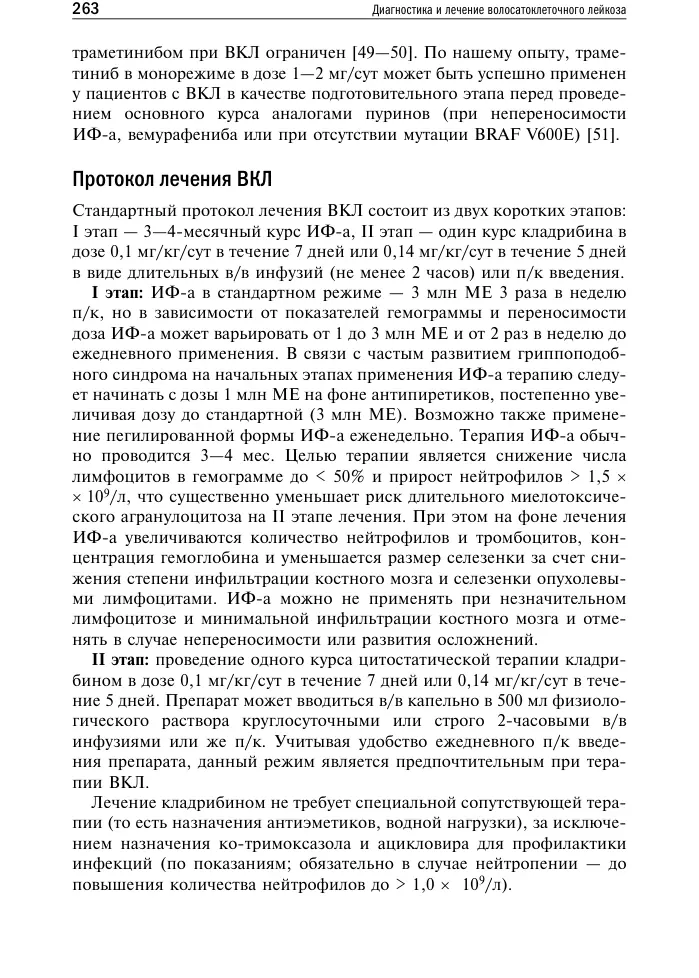 263
Диагностика и лечение волосатоклеточного лейкоза
траметинибом при ВКЛ ограничен [49—50]. По нашему опыту, траме-
тиниб в монорежиме в дозе 1—2 мг/сут может быть успешно применен
у пациентов с ВКЛ в качестве подготовительного этапа перед проведе-
нием основного курса аналогами пуринов (при непереносимости
ИФ-а, вемурафениба или при отсутствии мутации BRAF V600E) [51].
Протокол лечения ВКЛ
Стандартный протокол лечения ВКЛ состоит из двух коротких этапов:
I этап — 3—4-месячный курс ИФ-а, II этап — один курс кладрибина в
дозе 0,1 мг/кг/сут в течение 7 дней или 0,14 мг/кг/сут в течение 5 дней
в виде длительных в/в инфузий (не менее 2 часов) или п/к введения.
I этап: ИФ-а в стандартном режиме — 3 млн МЕ 3 раза в неделю
п/к, но в зависимости от показателей гемограммы и переносимости
доза ИФ-а может варьировать от 1 до 3 млн МЕ и от 2 раз в неделю до
ежедневного применения. В связи с частым развитием гриппоподоб-
ного синдрома на начальных этапах применения ИФ-а терапию следу-
ет начинать с дозы 1 млн МЕ на фоне антипиретиков, постепенно уве-
личивая дозу до стандартной (3 млн МЕ). Возможно также примене-
ние пегилированной формы ИФ-а еженедельно. Терапия ИФ-а обыч-
но проводится 3—4 мес. Целью терапии является снижение числа
лимфоцитов в гемограмме до < 50% и прирост нейтрофилов > 1,5 ×
× 10⁹/л, что существенно уменьшает риск длительного миелотоксиче-
ского агранулоцитоза на II этапе лечения. При этом на фоне лечения
ИФ-а увеличиваются количество нейтрофилов и тромбоцитов, кон-
центрация гемоглобина и уменьшается размер селезенки за счет сни-
жения степени инфильтрации костного мозга и селезенки опухолевы-
ми лимфоцитами. ИФ-а можно не применять при незначительном
лимфоцитозе и минимальной инфильтрации костного мозга и отме-
нять в случае непереносимости или развития осложнений.
II этап: проведение одного курса цитостатической терапии кладри-
бином в дозе 0,1 мг/кг/сут в течение 7 дней или 0,14 мг/кг/сут в тече-
ние 5 дней. Препарат может вводиться в/в капельно в 500 мл физиоло-
гического раствора круглосуточными или строго 2-часовыми в/в
инфузиями или же п/к. Учитывая удобство ежедневного п/к введе-
ния препарата, данный режим является предпочтительным при тера-
пии ВКЛ.
Лечение кладрибином не требует специальной сопутствующей тера-
пии (то есть назначения антиэметиков, водной нагрузки), за исключе-
нием назначения ко-тримоксазола и ацикловира для профилактики
инфекций (по показаниям; обязательно в случае нейтропении — до
повышения количества нейтрофилов до > 1,0 × 10⁹/л).